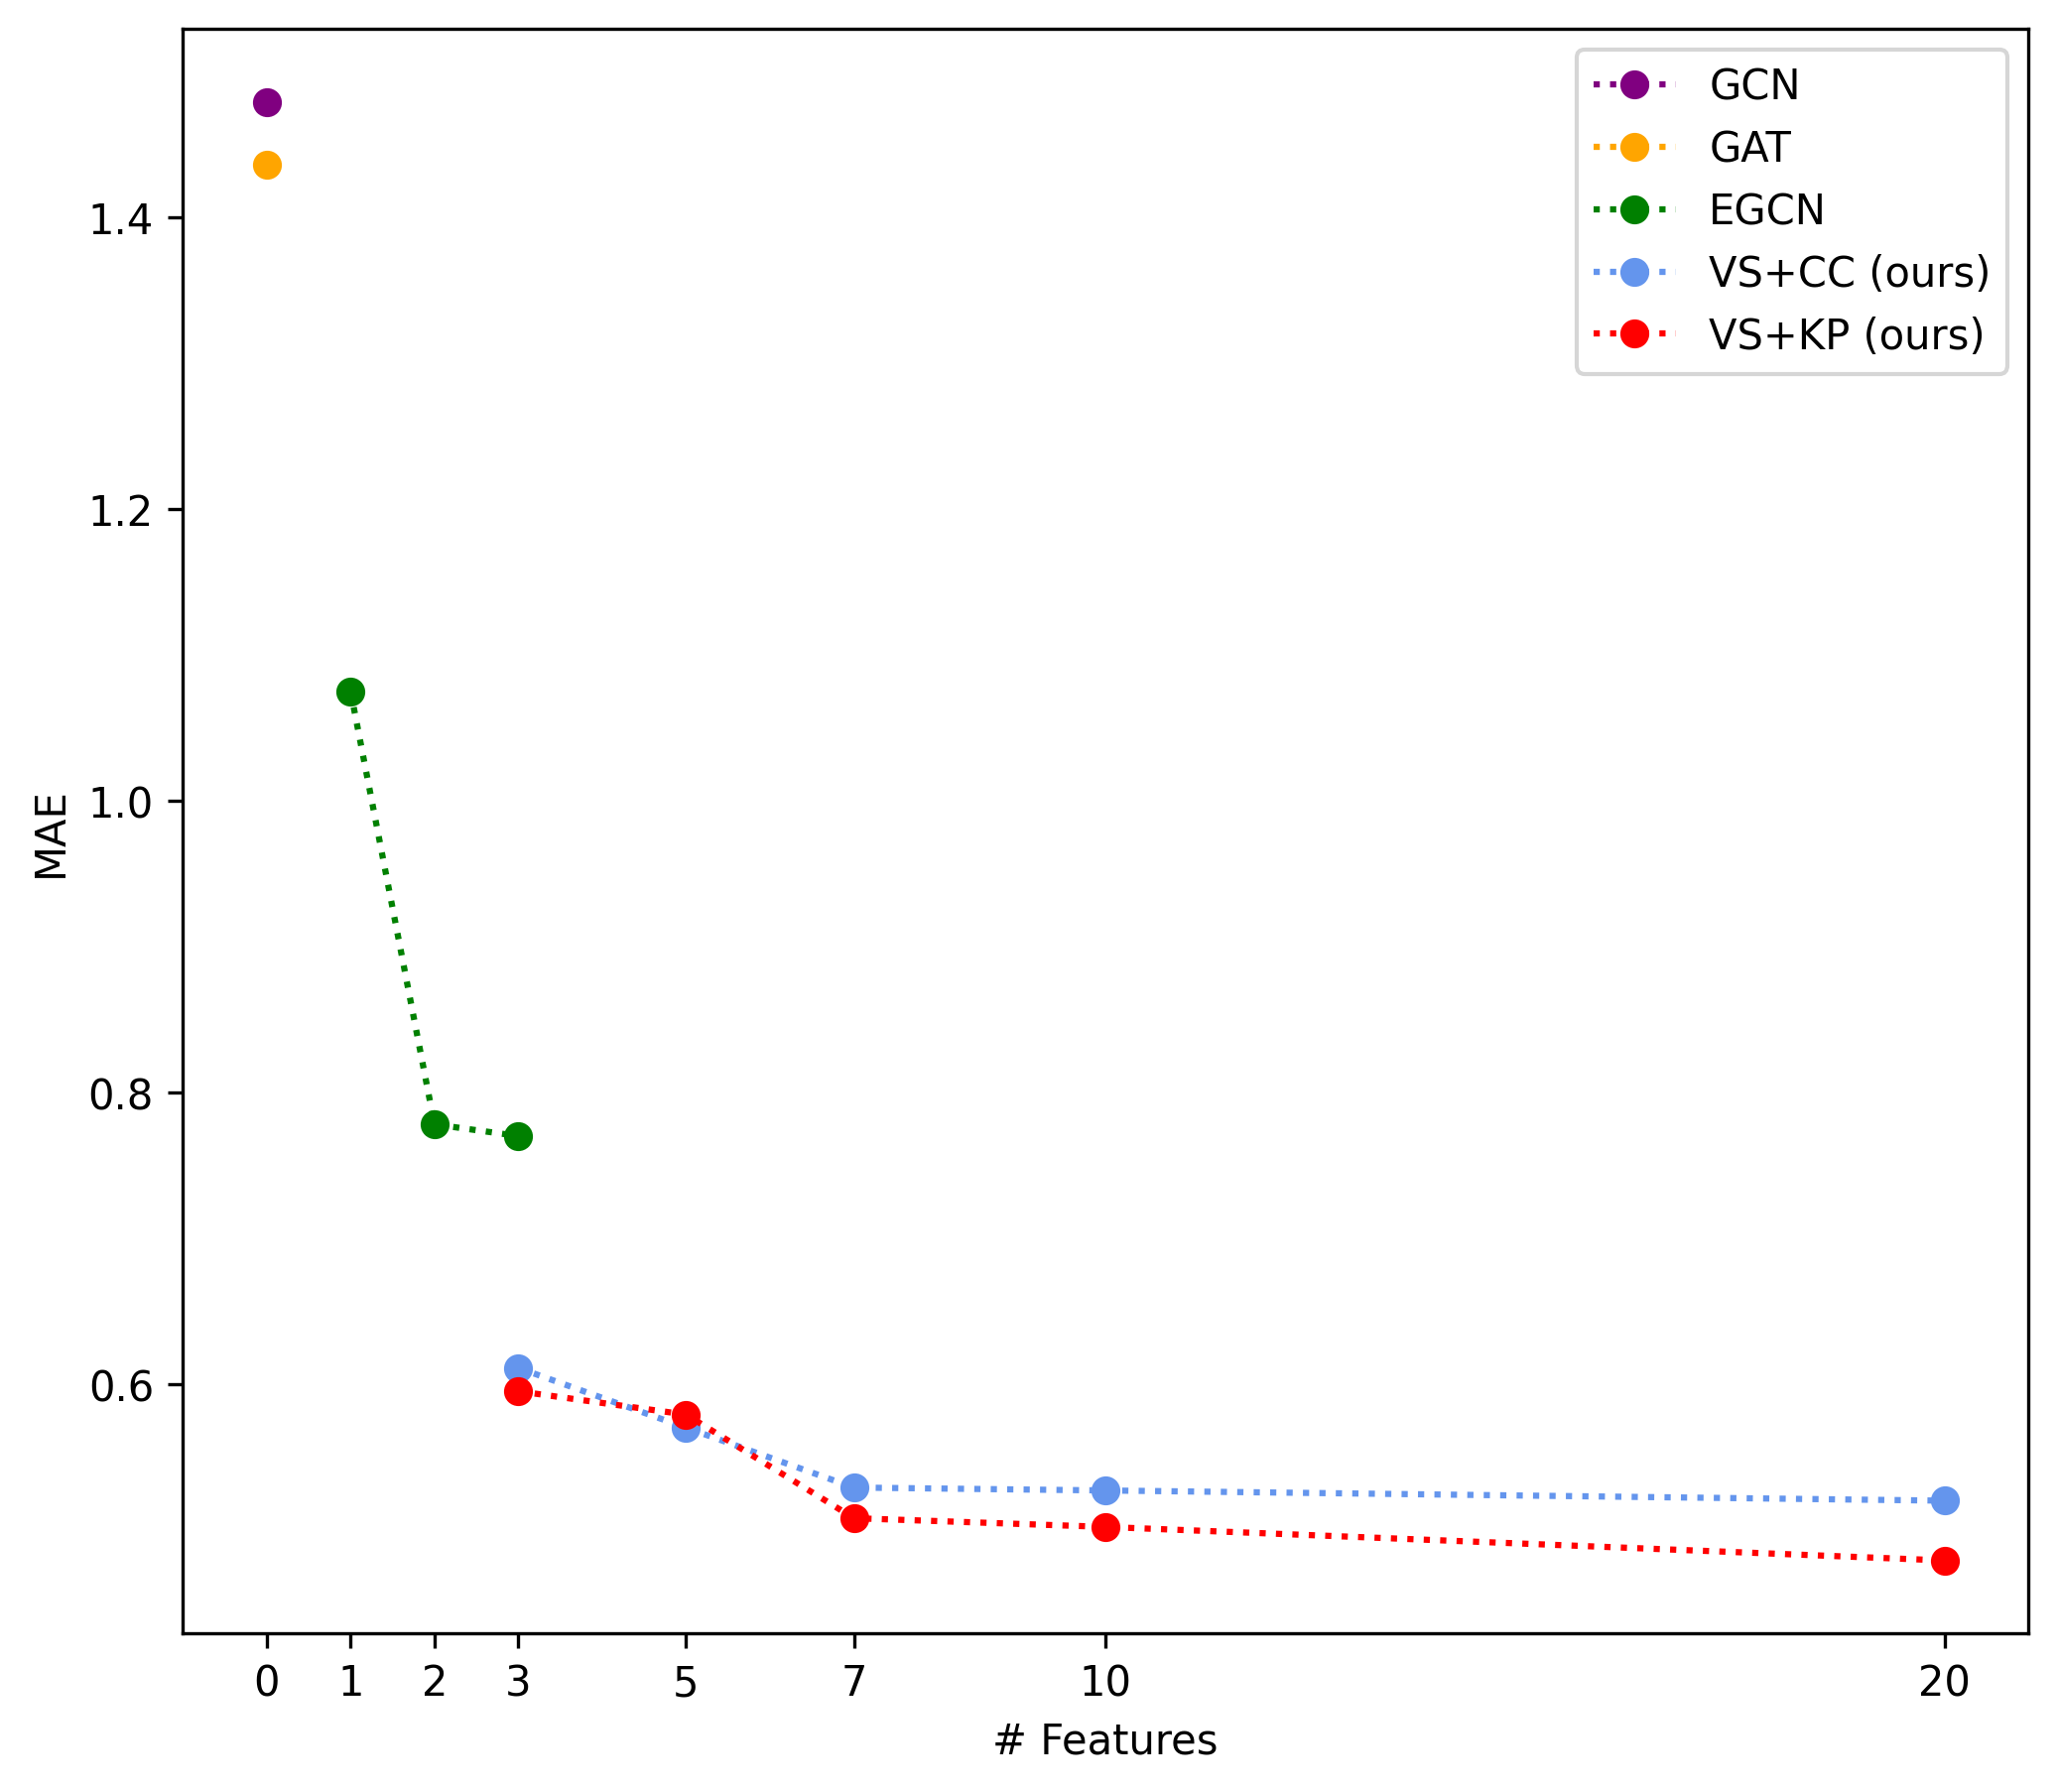 GCN
GAT
EGCN
VS+CC (ours)
VS+KP (ours)
1.4
1.2
1.0
0.8
0.6
MAE
0 1 2 3 5 7 10 20
# Features